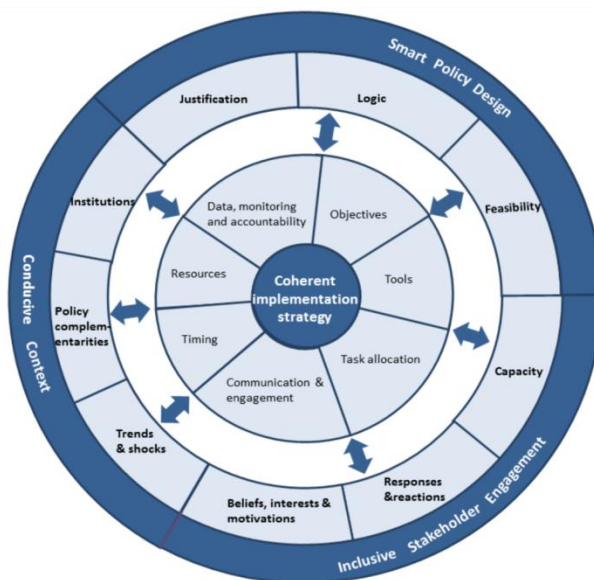 Smart Policy Design
Justification
Logic
Feasibility
Institutions
Policy
complem-
entarities
Trends
& shocks
Conducive Context
Capacity
Responses
&reactions
Beliefs, interests &
motivations
Inclusive Stakeholder Engagement
Data, monitoring
and accountability
Objectives
Resources
Tools
Timing
Task allocation
Communication &
engagement
Coherent
implementation
strategy